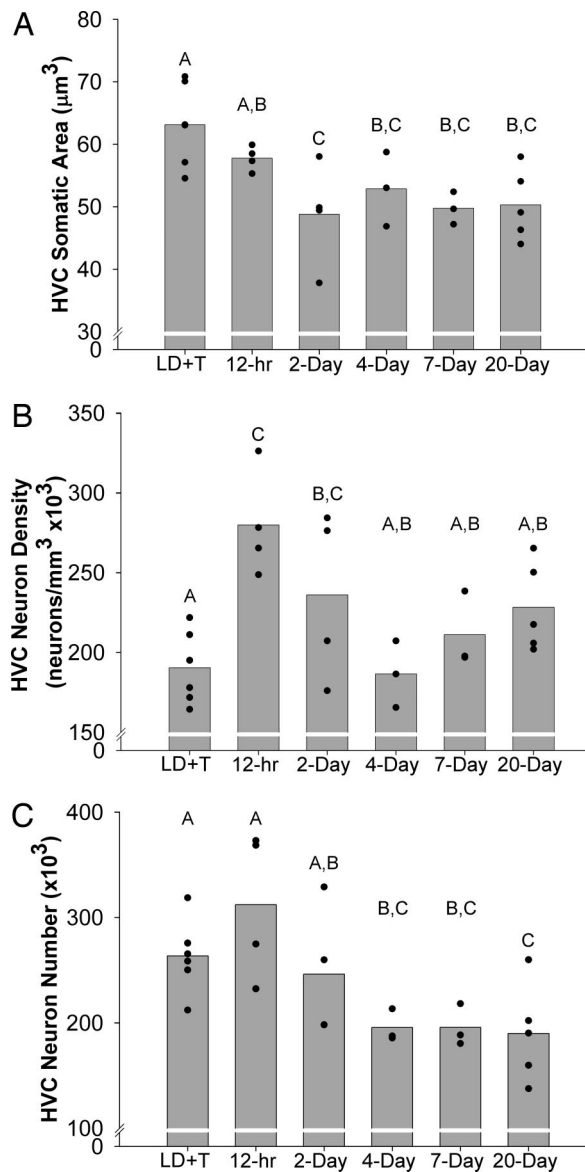 A
HVC Somatic Area (μm³)
80
70
60
50
40
30
0
A
A,B
C
B,C
B,C
B,C
LD+T 12-hr 2-Day 4-Day 7-Day 20-Day
B
HVC Neuron Density
(neurons/mm³ x10³)
350
300
250
200
150
0
A
C
B,C
A,B
A,B
A,B
LD+T 12-hr 2-Day 4-Day 7-Day 20-Day
C
HVC Neuron Number (x10³)
400
300
200
100
0
A
A
A,B
B,C
B,C
C
LD+T 12-hr 2-Day 4-Day 7-Day 20-Day